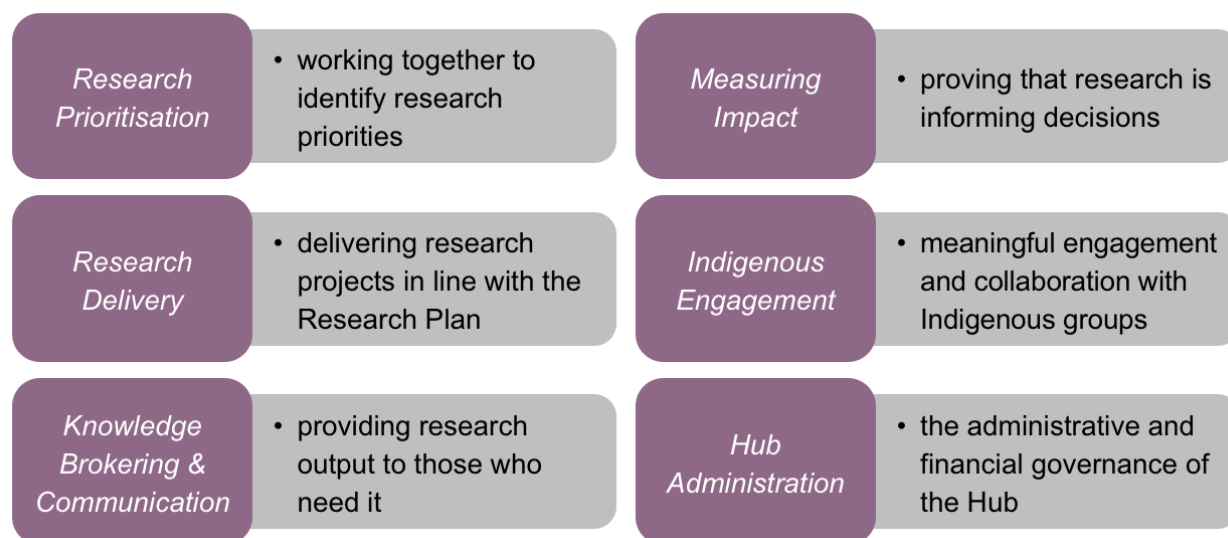 Research
Prioritisation
• working together to
identify research
priorities
Measuring
Impact
• proving that research is
informing decisions
Research
Delivery
• delivering research
projects in line with the
Research Plan
Indigenous
Engagement
• meaningful engagement
and collaboration with
Indigenous groups
Knowledge
Brokering &
Communication
• providing research
output to those who
need it
Hub
Administration
• the administrative and
financial governance of
the Hub